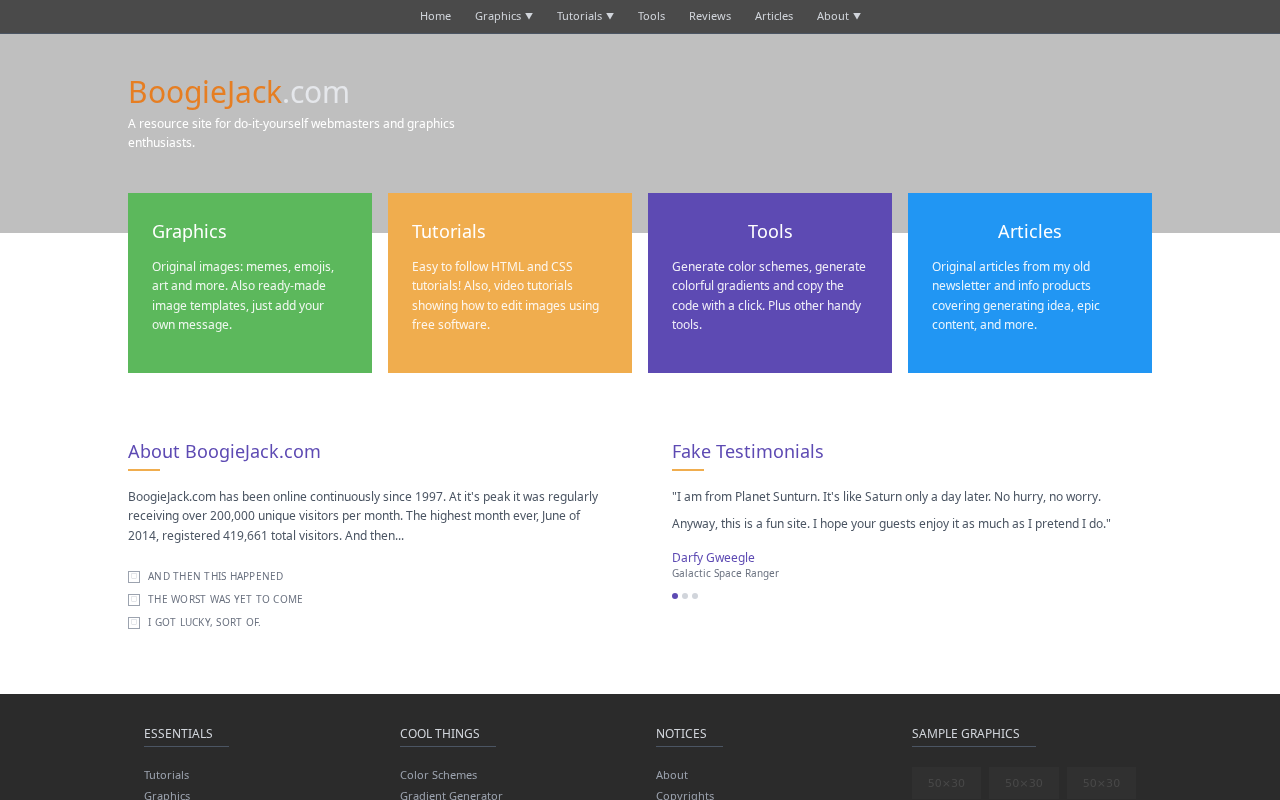 Home Graphics Tutorials Tools Reviews Articles About
BoogieJack.com
A resource site for do-it-yourself webmasters and graphics
enthusiasts.
Graphics
Original images: memes, emojis,
art and more. Also ready-made
image templates, just add your
own message.
Tutorials
Easy to follow HTML and CSS
tutorials! Also, video tutorials
showing how to edit images using
free software.
Tools
Generate color schemes, generate
colorful gradients and copy the
code with a click. Plus other handy
tools.
Articles
Original articles from my old
newsletter and info products
covering generating idea, epic
content, and more.
About BoogieJack.com
BoogieJack.com has been online continuously since 1997. At it's peak it was regularly
receiving over 200,000 unique visitors per month. The highest month ever, June of
2014, registered 419,661 total visitors. And then...
AND THEN THIS HAPPENED
THE WORST WAS YET TO COME
I GOT LUCKY, SORT OF.
Fake Testimonials
"I am from Planet Sunturn. It's like Saturn only a day later. No hurry, no worry.
Anyway, this is a fun site. I hope your guests enjoy it as much as I pretend I do."
Darfy Gweegle
Galactic Space Ranger
ESSENTIALS
Tutorials
Graphics
COOL THINGS
Color Schemes
Gradient Generator
NOTICES
About
Copyrights
SAMPLE GRAPHICS
50×30 50×30 50×30